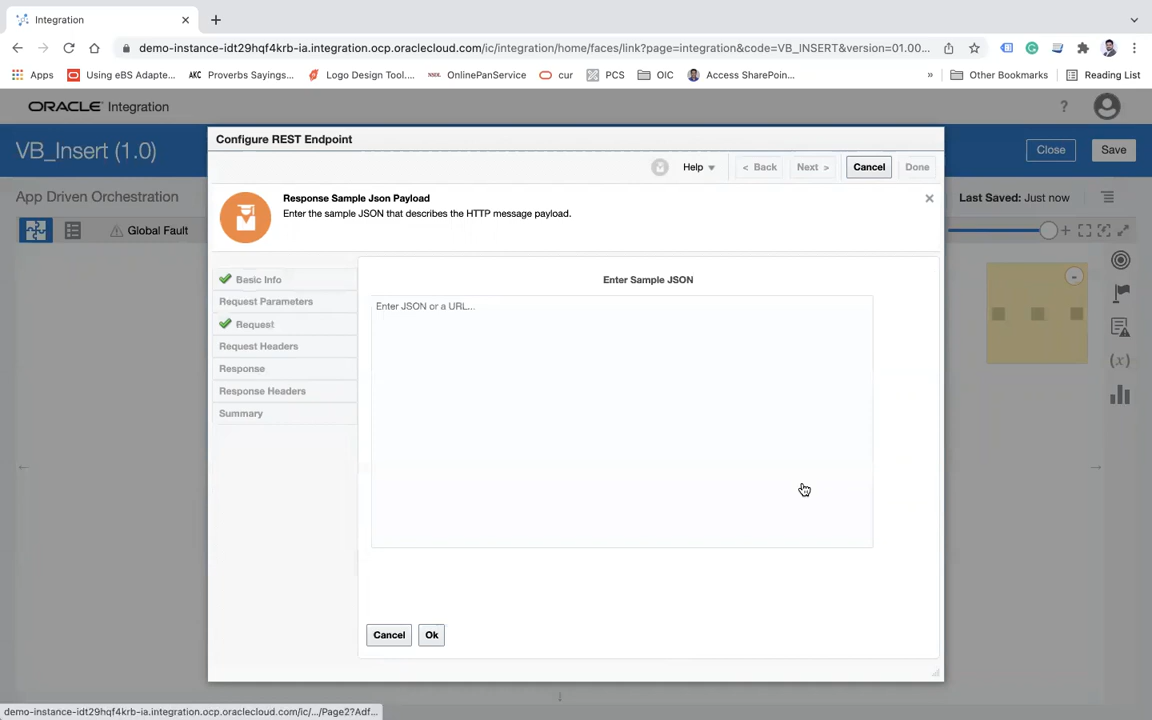 Integration
demo-instance-idt29hqf4krb-ia.integration.ocp.oraclecloud.com/ic/integration/home/faces/link?page=integration&code=VB_INSERT&version=01.00...
Apps
Using eBS Adapte...
AKC Proverbs Sayings...
Logo Design Tool....
OnlinePanService
cur
PCS
OIC
Access SharePoin...
»
Other Bookmarks
Reading List
ORACLE Integration
?
VB_Insert (1.0)
Close
Save
App Driven Orchestration
Last Saved: Just now
Global Fault
Configure REST Endpoint
Help
< Back
Next >
Cancel
Done
Response Sample Json Payload
Enter the sample JSON that describes the HTTP message payload.
Basic Info
Request Parameters
Request
Request Headers
Response
Response Headers
Summary
Enter Sample JSON
Enter JSON or a URL...
Cancel
Ok
(x)
demo-instance-idt29hqf4krb-ia.integration.ocp.oraclecloud.com/ic/.../Page2?Adf...